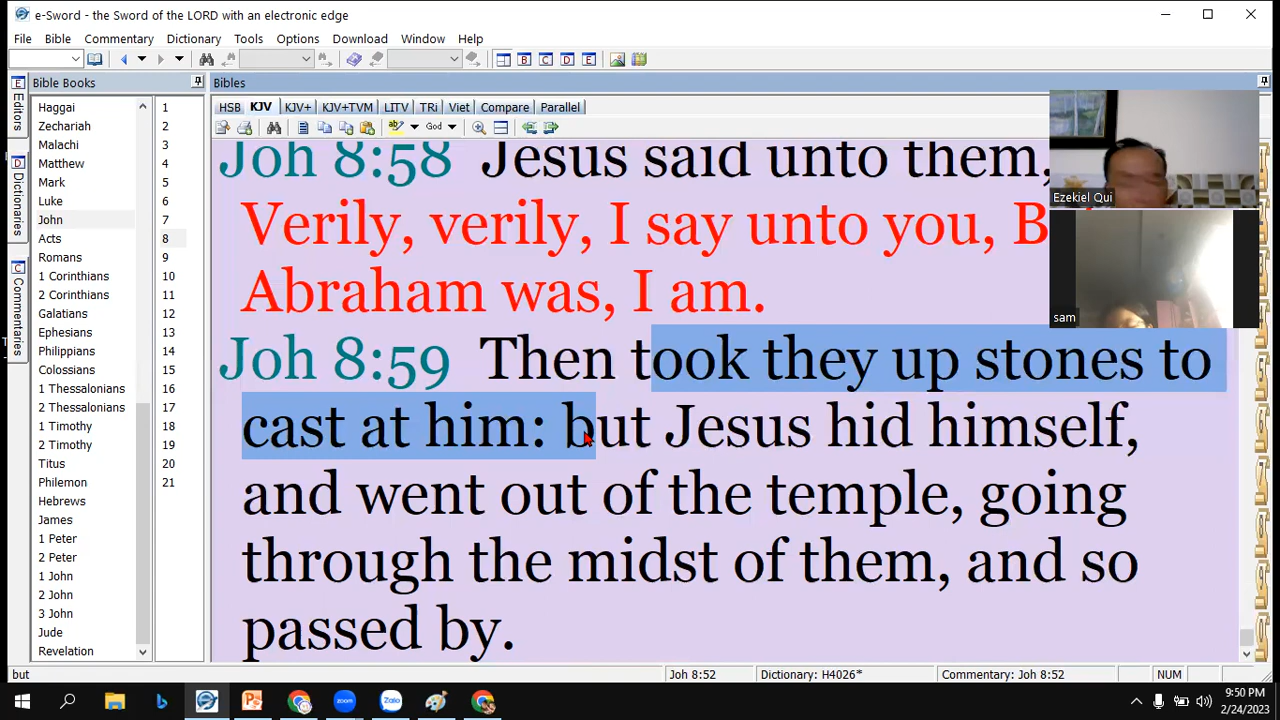 e-Sword - the Sword of the LORD with an electronic edge
File Bible Commentary Dictionary Tools Options Download Window Help
Editors
Dictionaries
Commentaries
Bible Books
Haggai
Zechariah
Malachi
Matthew
Mark
Luke
John
Acts
Romans
1 Corinthians
2 Corinthians
Galatians
Ephesians
Philippians
Colossians
1 Thessalonians
2 Thessalonians
1 Timothy
2 Timothy
Titus
Philemon
Hebrews
James
1 Peter
2 Peter
1 John
2 John
3 John
Jude
Revelation
1
2
3
4
5
6
7
8
9
10
11
12
13
14
15
16
17
18
19
20
21
Bibles
HSB KJV KJV+ KJV+TVM LITV TRi Viet Compare Parallel
God
Joh 8:58 Jesus said unto them,
Verily, verily, I say unto you, B
Abraham was, I am.
Joh 8:59 Then took they up stones to
cast at him: but Jesus hid himself,
and went out of the temple, going
through the midst of them, and so
passed by.
Ezekiel Qui
sam
but Joh 8:52 Dictionary: H4026* Commentary: Joh 8:52 NUM
zoom Zalo
9:50 PM
2/24/2023